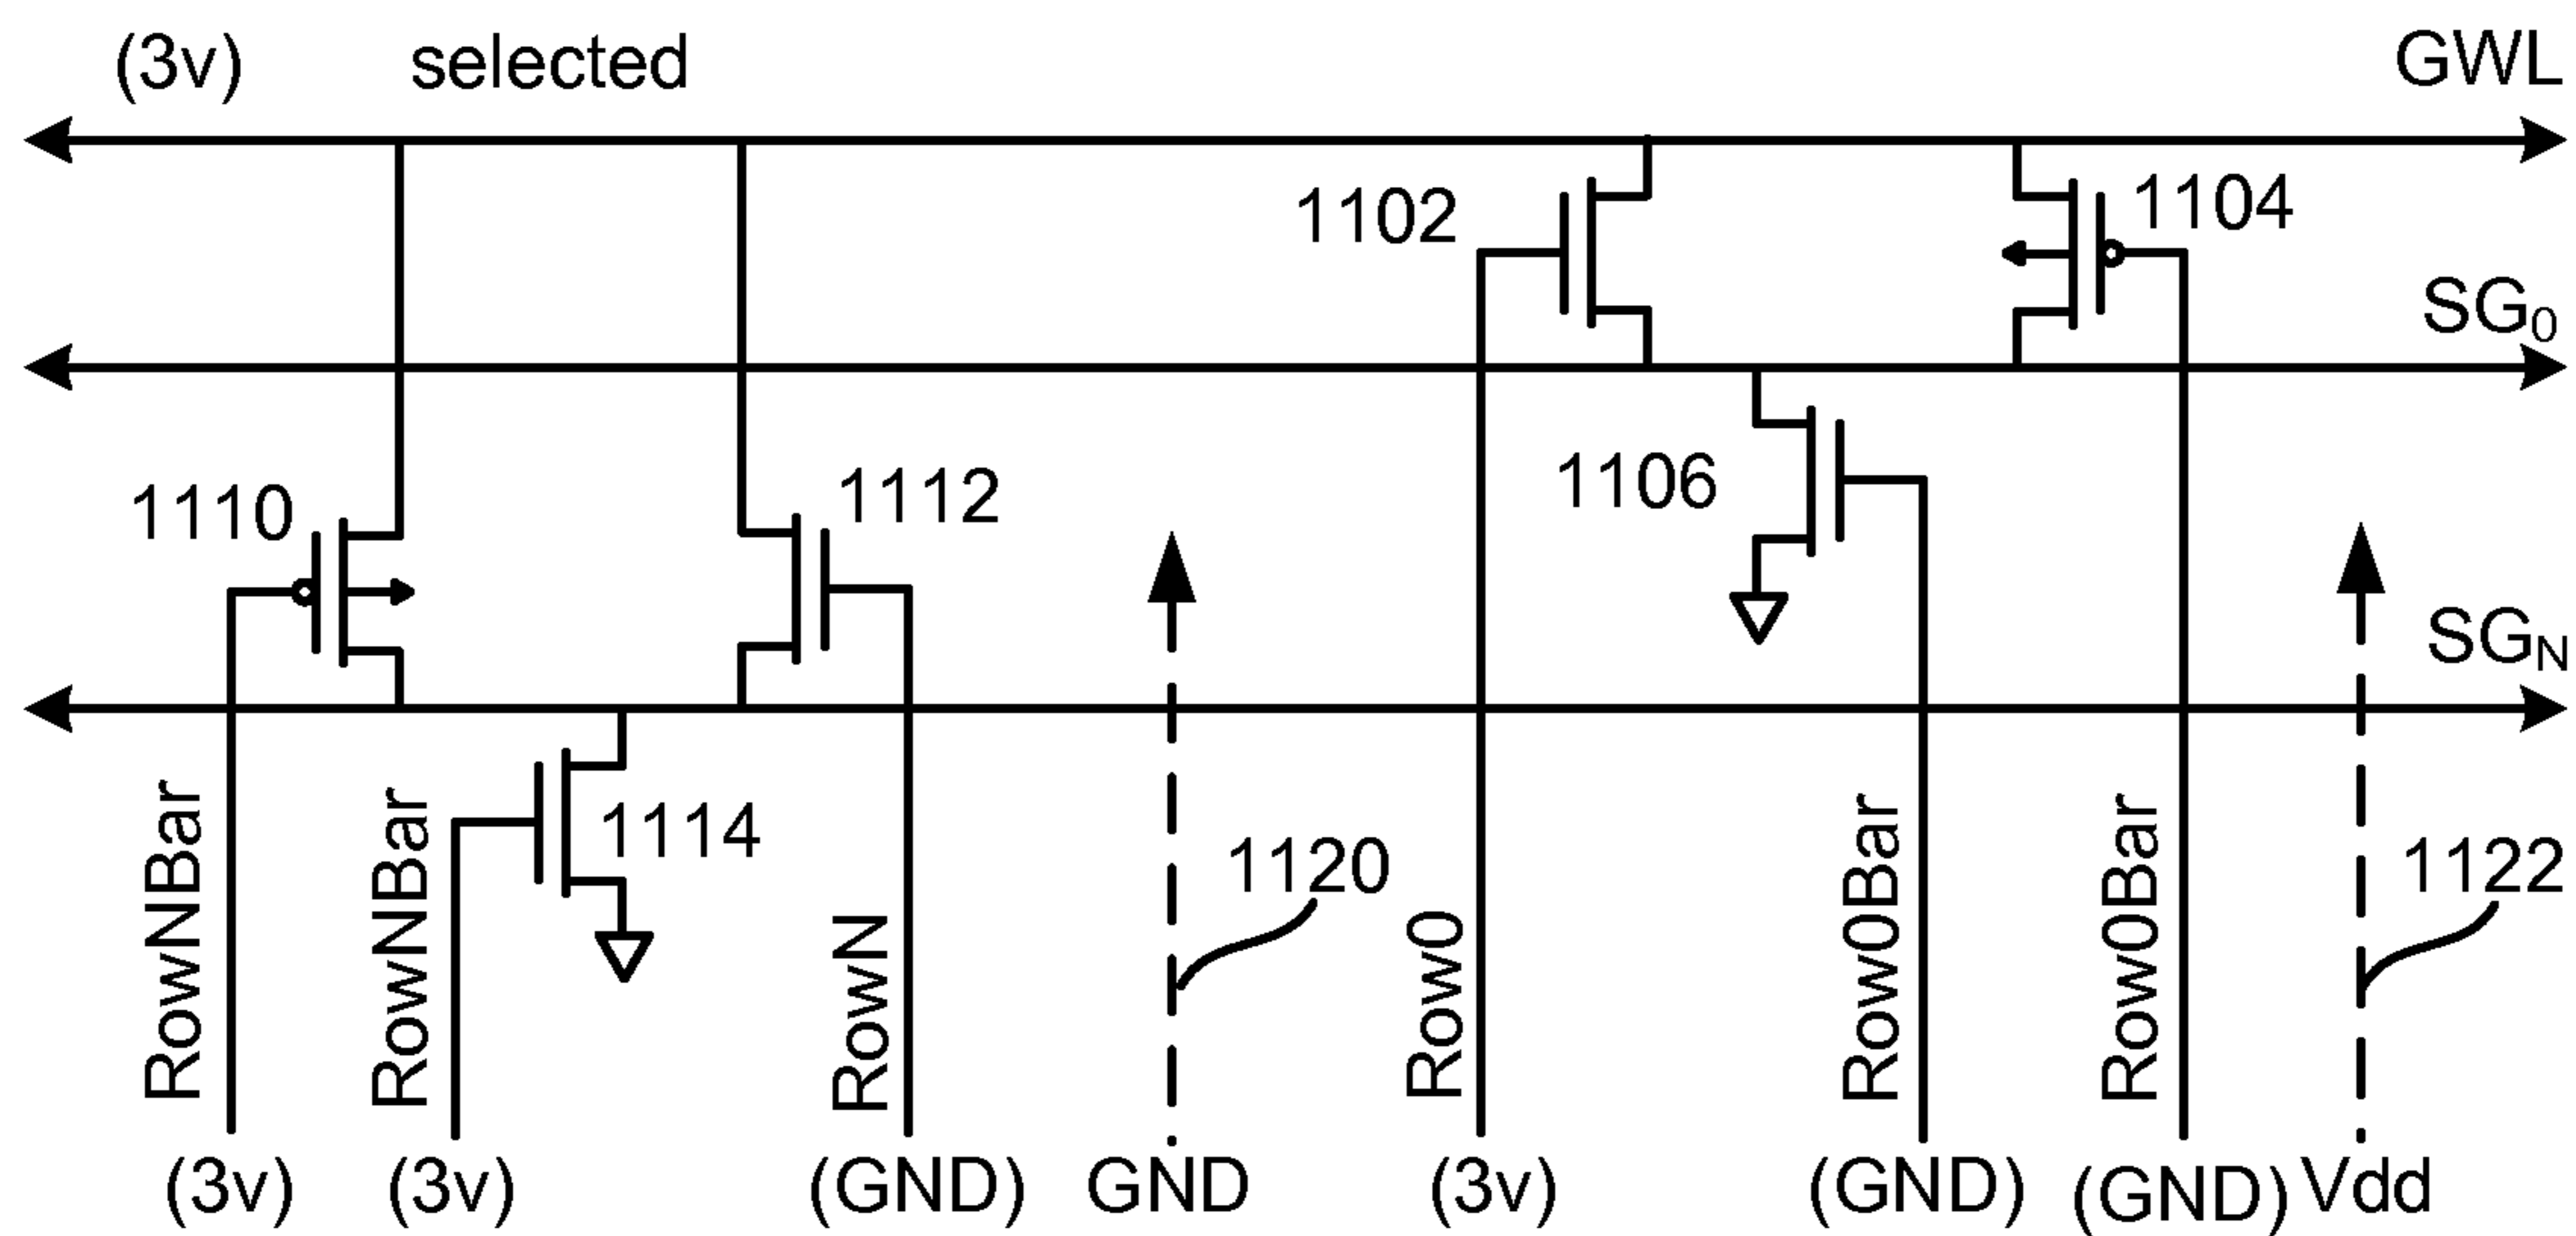 (3v) selected GWL
1102 1104
SG0
1110 1112 1106
SGN
1114
1120 1122
RowNBar RowNBar RowN Row0 Row0Bar Row0Bar
(3v) (3v) (GND) GND (3v) (GND) (GND) Vdd